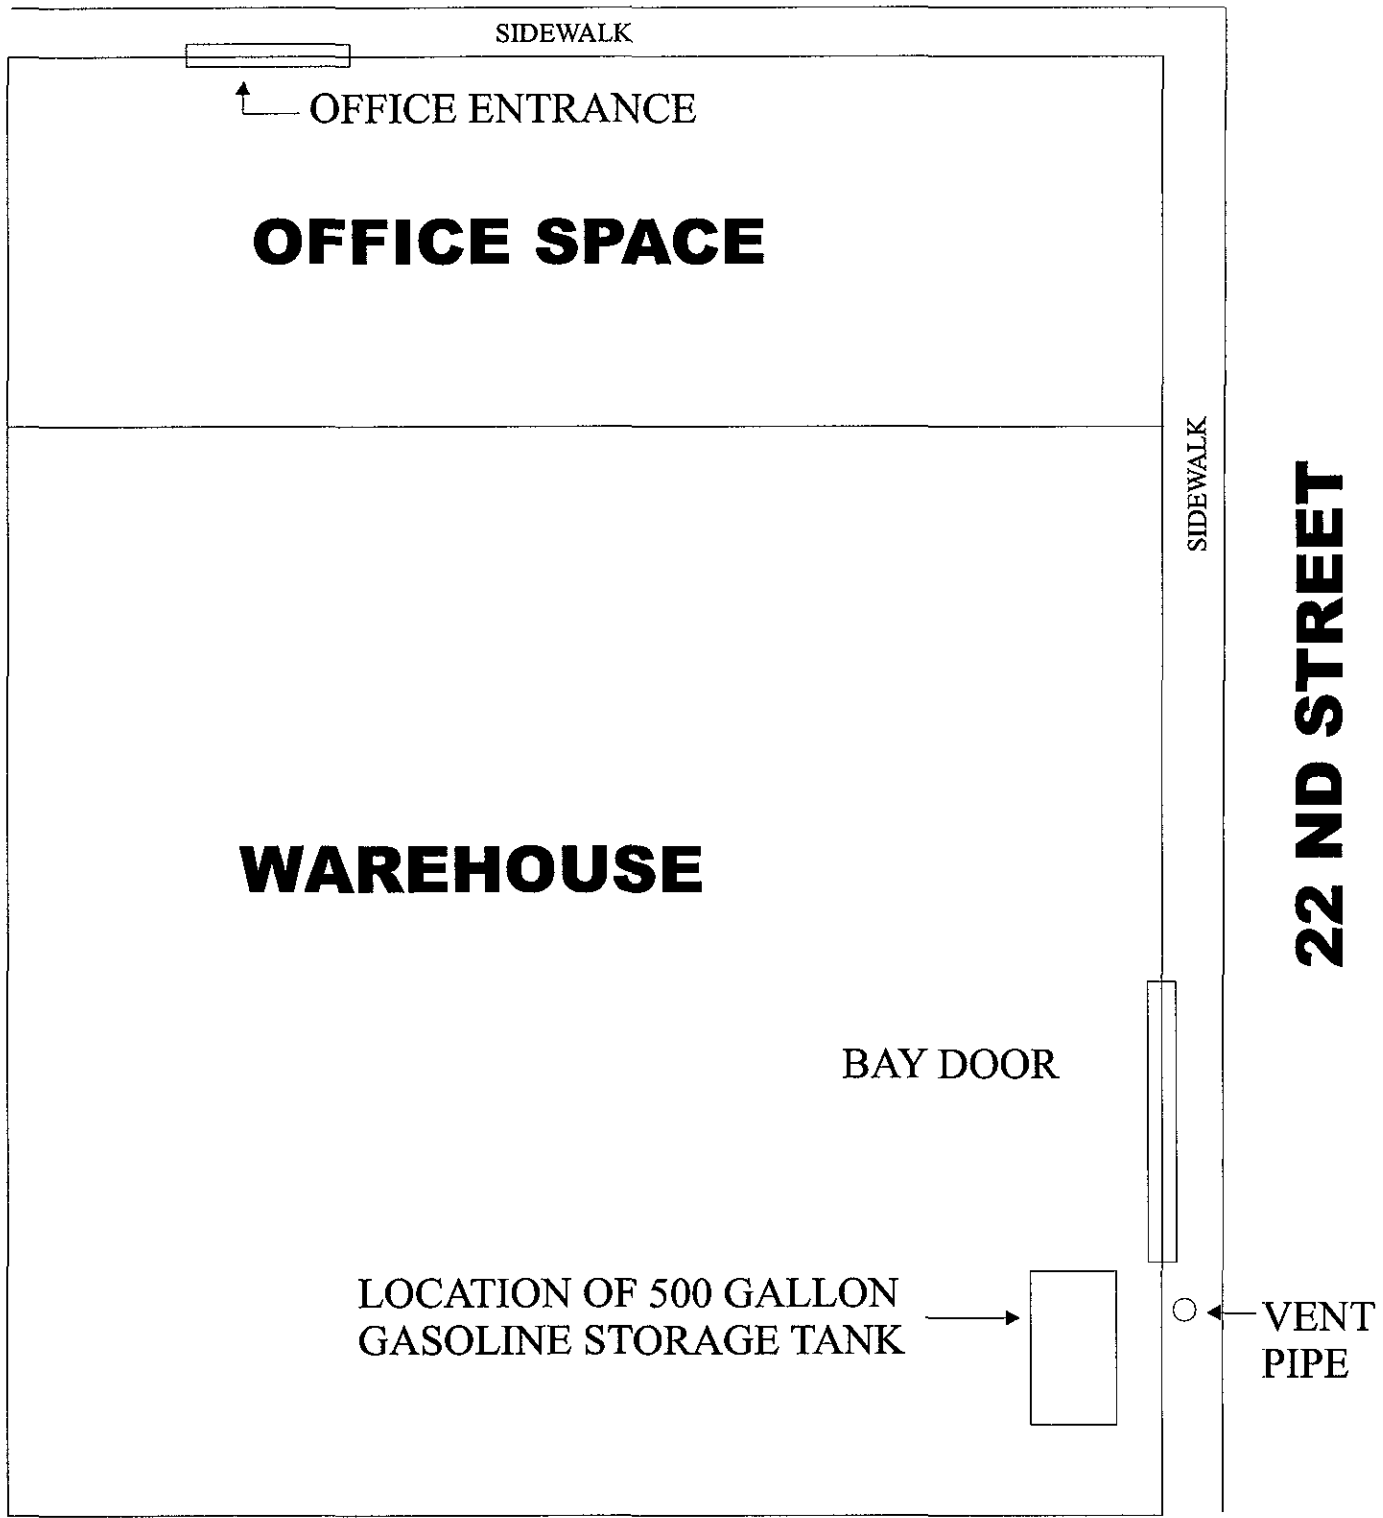 SIDEWALK
OFFICE ENTRANCE
OFFICE SPACE
SIDEWALK
22 ND STREET
WAREHOUSE
BAY DOOR
LOCATION OF 500 GALLON
GASOLINE STORAGE TANK
VENT
PIPE